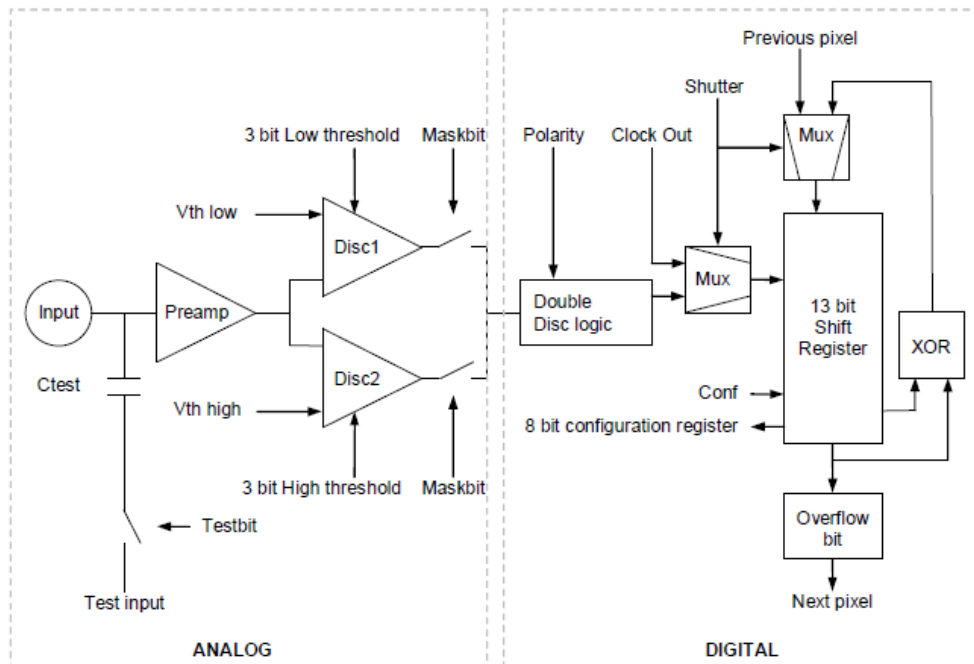 Previous pixel
Shutter
3 bit Low threshold
Maskbit
Polarity
Clock Out
Mux
Vth low
Disc1
Input
Preamp
Double
Disc logic
Mux
13 bit
Shift
Register
XOR
Ctest
Disc2
Vth high
Conf
8 bit configuration register
3 bit High threshold
Maskbit
Testbit
Overflow
bit
Test input
Next pixel
ANALOG
DIGITAL